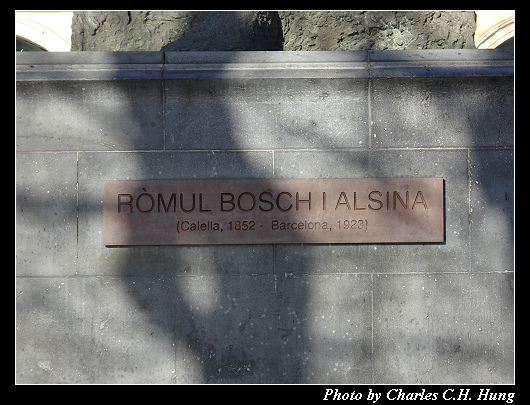 RÒMUL BOSCH I ALSINA
(Calella, 1852 - Barcelona, 1923)
Photo by Charles C.H. Hung